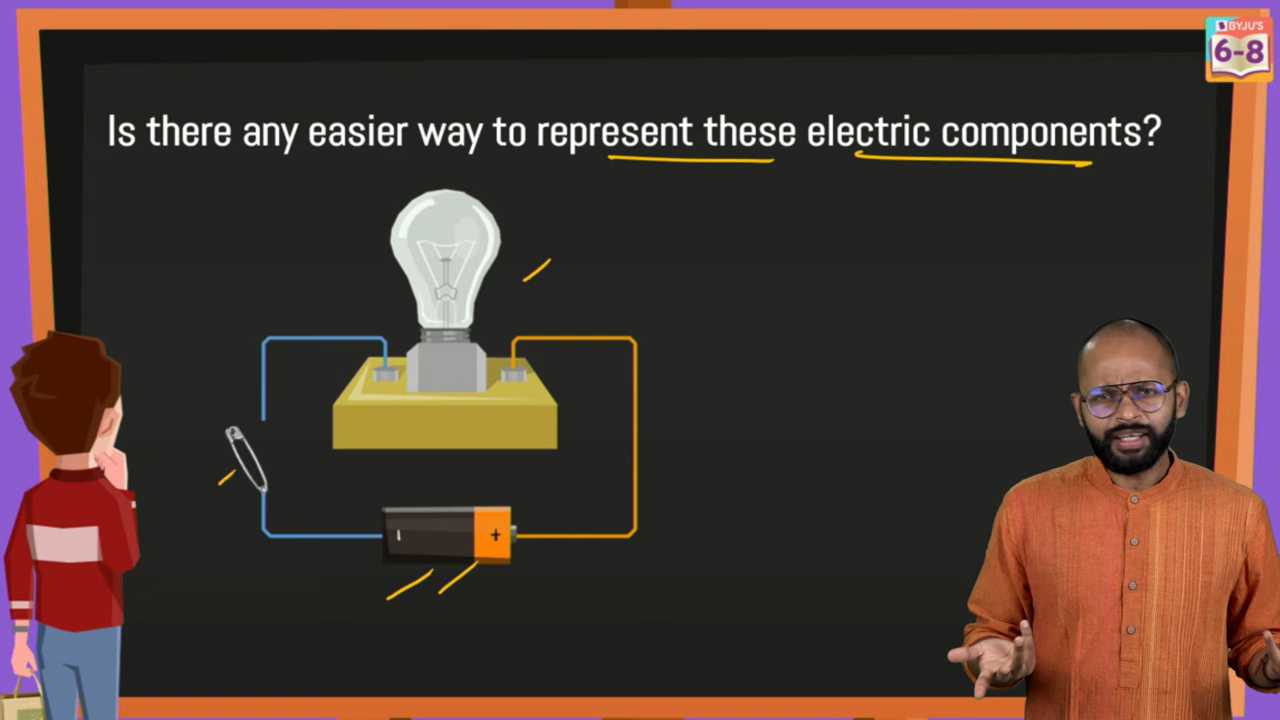 BYJU'S
6-8
Is there any easier way to represent these electric components?
+